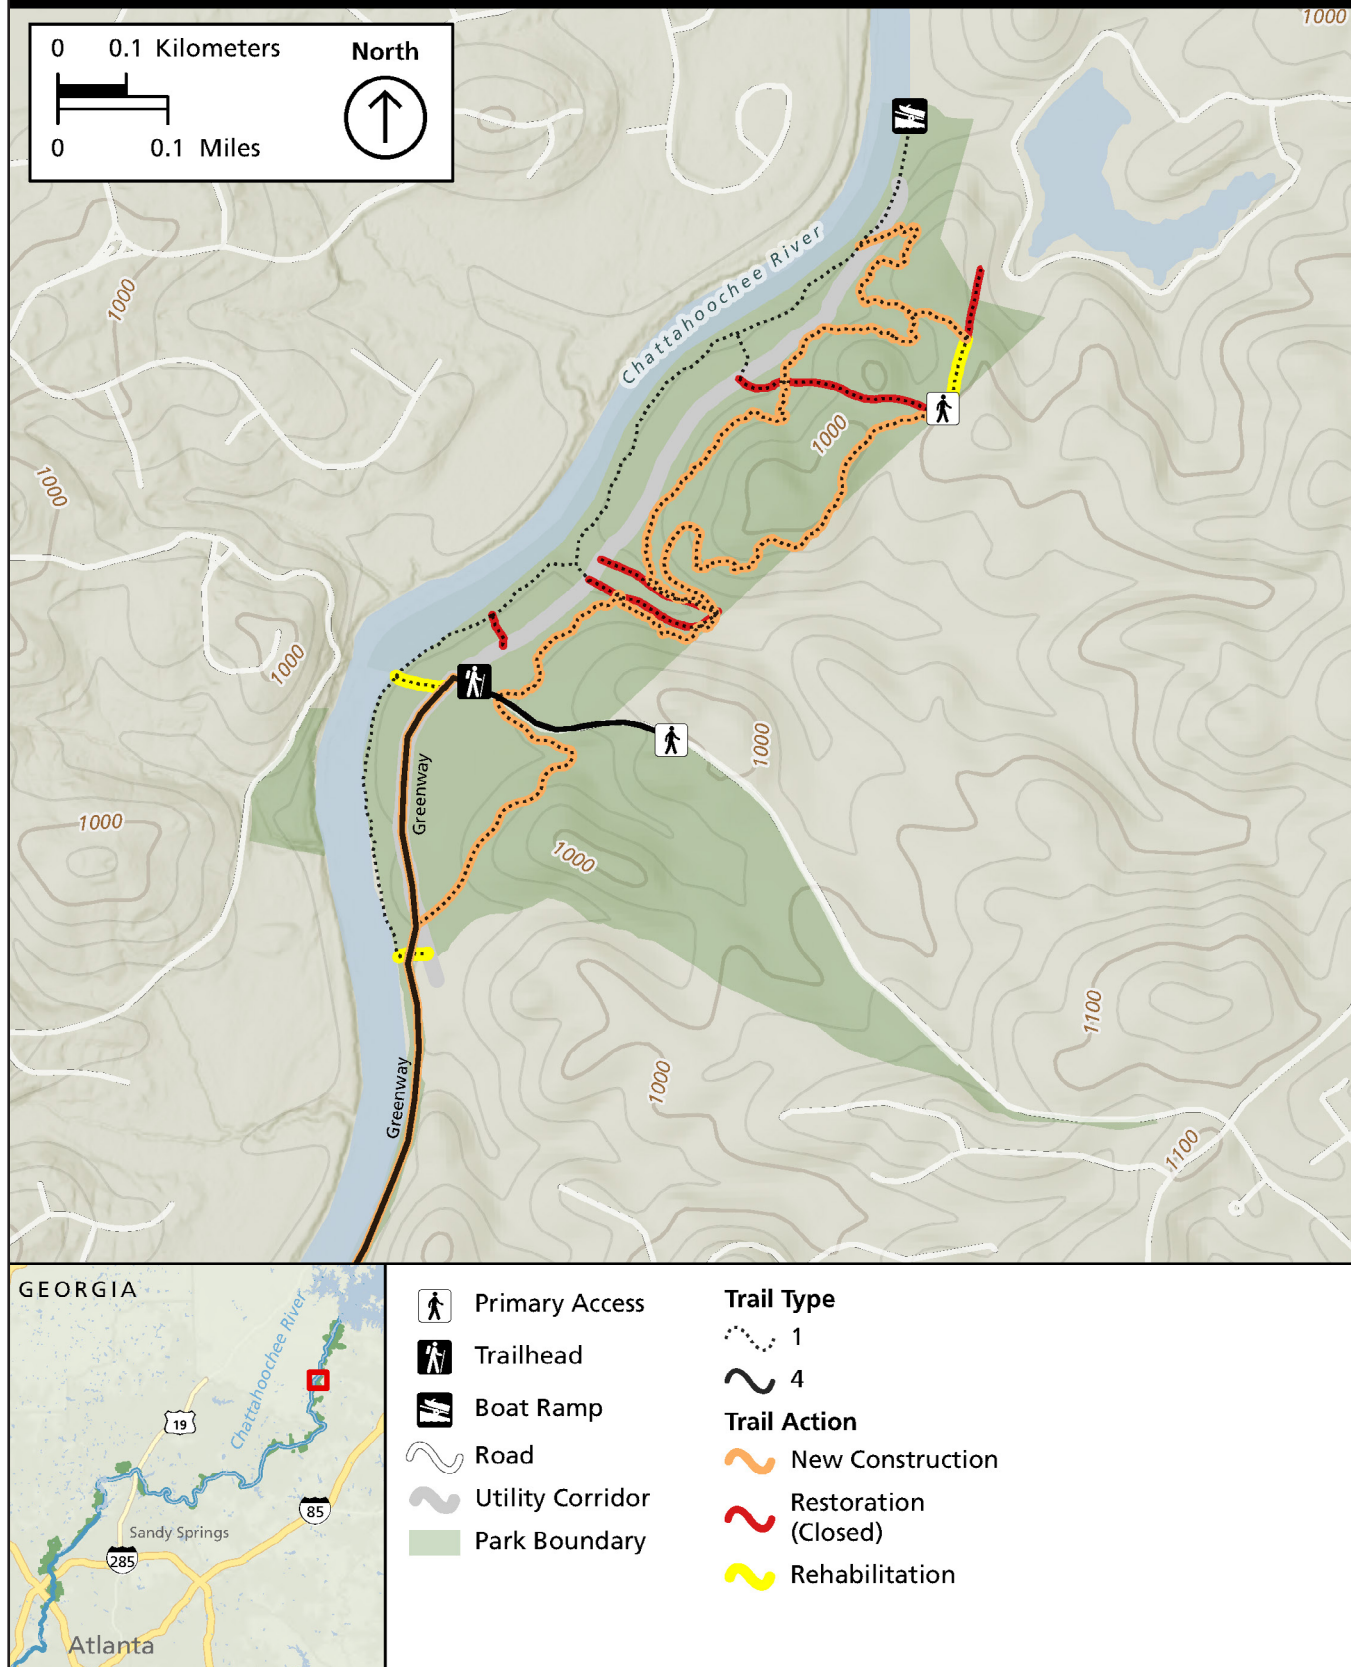 0 0.1 Kilometers
North
0 0.1 Miles
1000
Chattahoochee River
1000
1000
1000
1000
1000
1000
1000
Greenway
1000
1100
1000
Greenway
1100
GEORGIA
Chattahoochee River
19
85
Sandy Springs
285
Atlanta
Primary Access
Trailhead
Boat Ramp
Road
Utility Corridor
Park Boundary
Trail Type
1
4
Trail Action
New Construction
Restoration
(Closed)
Rehabilitation